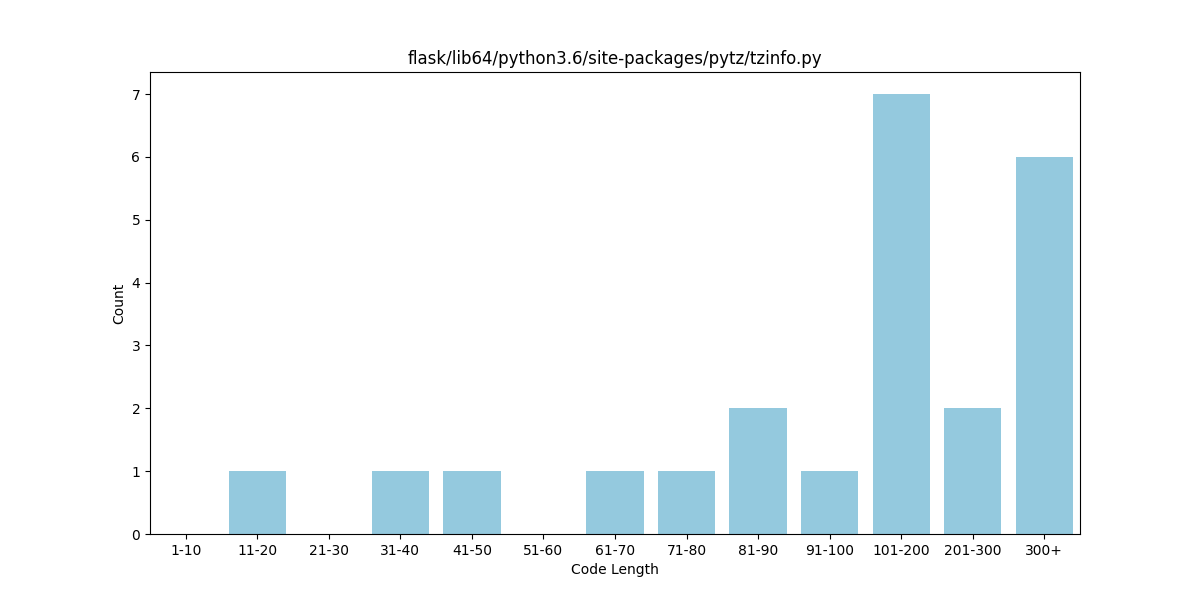 flask/lib64/python3.6/site-packages/pytz/tzinfo.py
7
6
5
4
3
2
1
0
Count
1-10 11-20 21-30 31-40 41-50 51-60 61-70 71-80 81-90 91-100 101-200 201-300 300+
Code Length